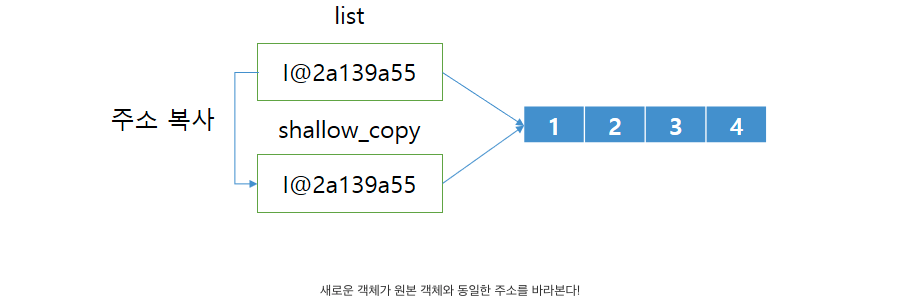 list
I@2a139a55
주소 복사
shallow_copy
I@2a139a55
1 2 3 4
새로운 객체가 원본 객체와 동일한 주소를 바라본다!